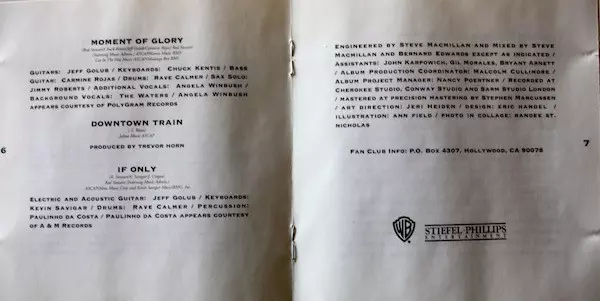 MOMENT OF GLORY
GUITARS: JEFF GOLUB / KEYBOARDS: CHUCK KENTIS / BASS
GUITAR: CARMINE ROJAS / DRUMS: RAVE CALMER / SAX SOLO:
JIMMY ROBERTS / ADDITIONAL VOCALS: ANGELA WINBUSH /
BACKGROUND VOCALS: THE WATERS / ANGELA WINBUSH
APPEARS COURTESY OF POLYGRAM RECORDS
DOWNTOWN TRAIN
PRODUCED BY TREVOR HORN
6
IF ONLY
ELECTRIC AND ACOUSTIC GUITAR: JEFF GOLUB / KEYBOARDS:
KEVIN SAVIGAR / DRUMS: RAVE CALMER / PERCUSSION:
PAULINHO DA COSTA / PAULINHO DA COSTA APPEARS COURTESY
OF A & M RECORDS
ENGINEERED BY STEVE MACMILLAN AND MIXED BY STEVE
MACMILLAN AND BERNARD EDWARDS EXCEPT AS INDICATED /
ASSISTANTS: JOHN KARPOWICH, GIL MORALES, BRYANT ARNETT
/ ALBUM PRODUCTION COORDINATOR: MALCOLM CULLIMORE /
ALBUM PROJECT MANAGER: NANCY POERTNER / RECORDED AT
CHEROKEE STUDIO, CONWAY STUDIO AND SARM STUDIO LONDON
/ MASTERED AT PRECISION MASTERING BY STEPHEN MARCUSSEN
/ ART DIRECTION: JERI HEIDEN / DESIGN: ERIC HANDEL /
ILLUSTRATION: ANN FIELD / PHOTO IN COLLAGE: RANDEE ST.
NICHOLAS
7
FAN CLUB INFO: P.O. BOX 4307, HOLLYWOOD, CA 90078
WB
STIEFEL PHILLIPS
ENTERTAINMENT